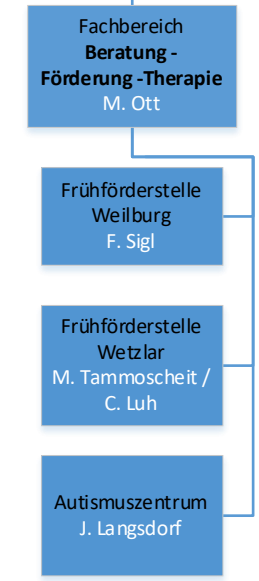 Fachbereich
Beratung -
Förderung -Therapie
M. Ott
Frühförderstelle
Weilburg
F. Sigl
Frühförderstelle
Wetzlar
M. Tammoscheit /
C. Luh
Autismuszentrum
J. Langsdorf